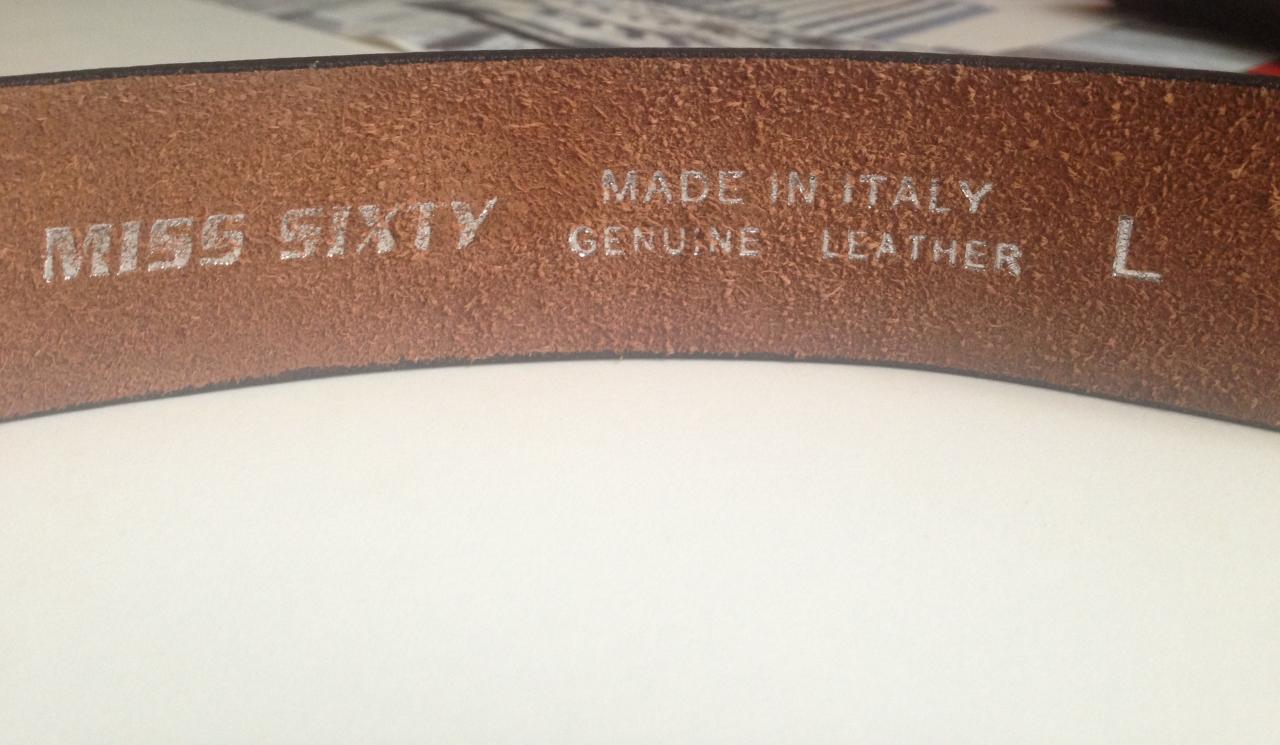 MISS SIXTY
MADE IN ITALY
GENUINE LEATHER
L